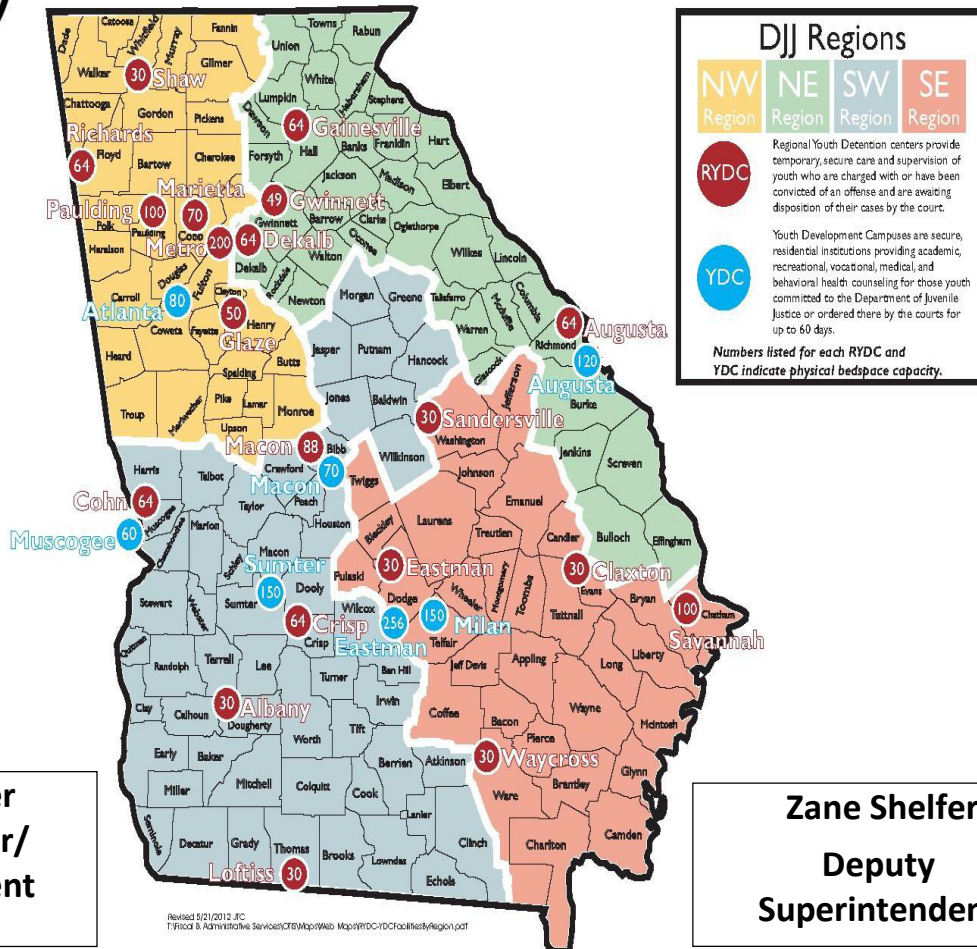 DJJ Regions
NW
Region
NE
Region
SW
Region
SE
Region
RYDC
Regional Youth Detention centers provide
temporary, secure care and supervision of
youth who are charged with or have been
convicted of an offense and are awaiting
disposition of their cases by the court.
YDC
Youth Development Campuses are secure,
residential institutions providing academic,
recreational, vocational, medical, and
behavioral health counseling for those youth
committed to the Department of Juvenile
Justice or ordered there by the courts for
up to 60 days.
Numbers listed for each RYDC and
YDC indicate physical bedspace capacity.
Dade
Catoosa
Whitfield
Murray
Fannin
Walker
Gilmer
30 Shaw
Chattooga
Gordon
Pickens
Richards
64
Floyd
Bartow
Cherokee
Marietta
Paulding 100
70
Polk
Paulding
Cobb
Metro 200
Haralson
Douglas
Fulton
Carroll
Atlanta 80
Clayton
50
Glaze
Henry
Coweta
Fayette
Heard
Butts
Spalding
Troup
Meriwether
Pike
Lamar
Monroe
Upson
Towns
Rabun
Union
White
Habersham
Lumpkin
Stephens
Dawson
64 Gainesville
Forsyth
Hall
Banks
Franklin
Hart
Jackson
Madison
Elbert
49 Gwinnett
Gwinnett
Barrow
Clarke
Oglethorpe
64 Dekalb
Oconee
Walton
Dekalb
Rockdale
Newton
Wilkes
Lincoln
Taliaferro
Columbia
McDuffie
Warren
64 Augusta
Richmond
120
Augusta
Glascock
Burke
Jenkins
Screven
Bulloch
Effingham
Morgan
Greene
Jasper
Putnam
Hancock
Jones
Baldwin
Wilkinson
Macon 88
Bibb
Crawford
Macon
70
Harris
Talbot
Peach
Taylor
Houston
Cohn 64
Muscogee
Muscogee 60
Chattahoochee
Marion
Schley
Macon
Sumter
150
Sumter
Dooly
Stewart
Webster
64 Crisp
Crisp
Wilcox
Quitman
Randolph
Terrell
Lee
Turner
Ben Hill
Clay
Calhoun
30 Albany
Dougherty
Worth
Tift
Irwin
Early
Baker
Berrien
Atkinson
Miller
Mitchell
Colquitt
Cook
Lanier
Clinch
Seminole
Decatur
Grady
Thomas
Brooks
Lowndes
Echols
Loftiss 30
Jefferson
30 Sandersville
Washington
Twiggs
Johnson
Emanuel
Bleckley
Laurens
Treutlen
Candler
30 Eastman
Pulaski
Dodge
Wheeler
Montgomery
Toombs
30 Claxton
Evans
Bryan
Tattnall
100
Chatham
Savannah
256
Eastman
150 Milan
Telfair
Jeff Davis
Appling
Long
Liberty
Coffee
Bacon
Wayne
McIntosh
Pierce
30 Waycross
Ware
Brantley
Glynn
Charlton
Camden
Revised 5/21/2012 JTC
T:\Fiscal & Administrative Services\OTIS\Maps\Web Maps\RYDC-YDCFacilitiesByRegion.pdf
Zane Shelfer
Deputy
Superintenden